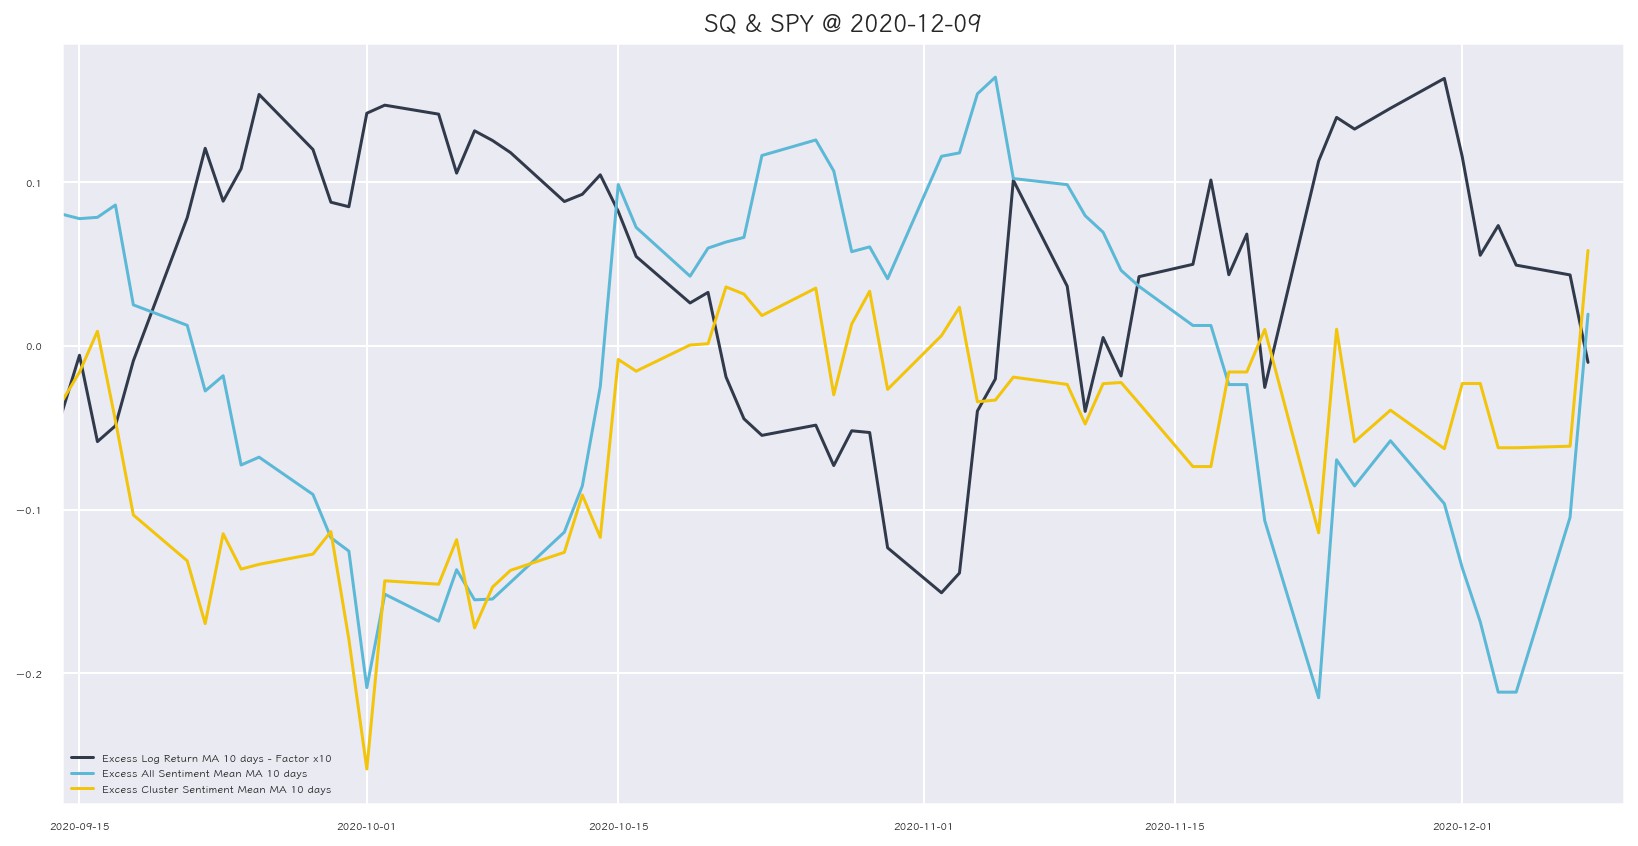 SQ & SPY @ 2020-12-09
0.1
0.0
−0.1
−0.2
Excess Log Return MA 10 days - Factor x10
Excess All Sentiment Mean MA 10 days
Excess Cluster Sentiment Mean MA 10 days
2020-09-15 2020-10-01 2020-10-15 2020-11-01 2020-11-15 2020-12-01